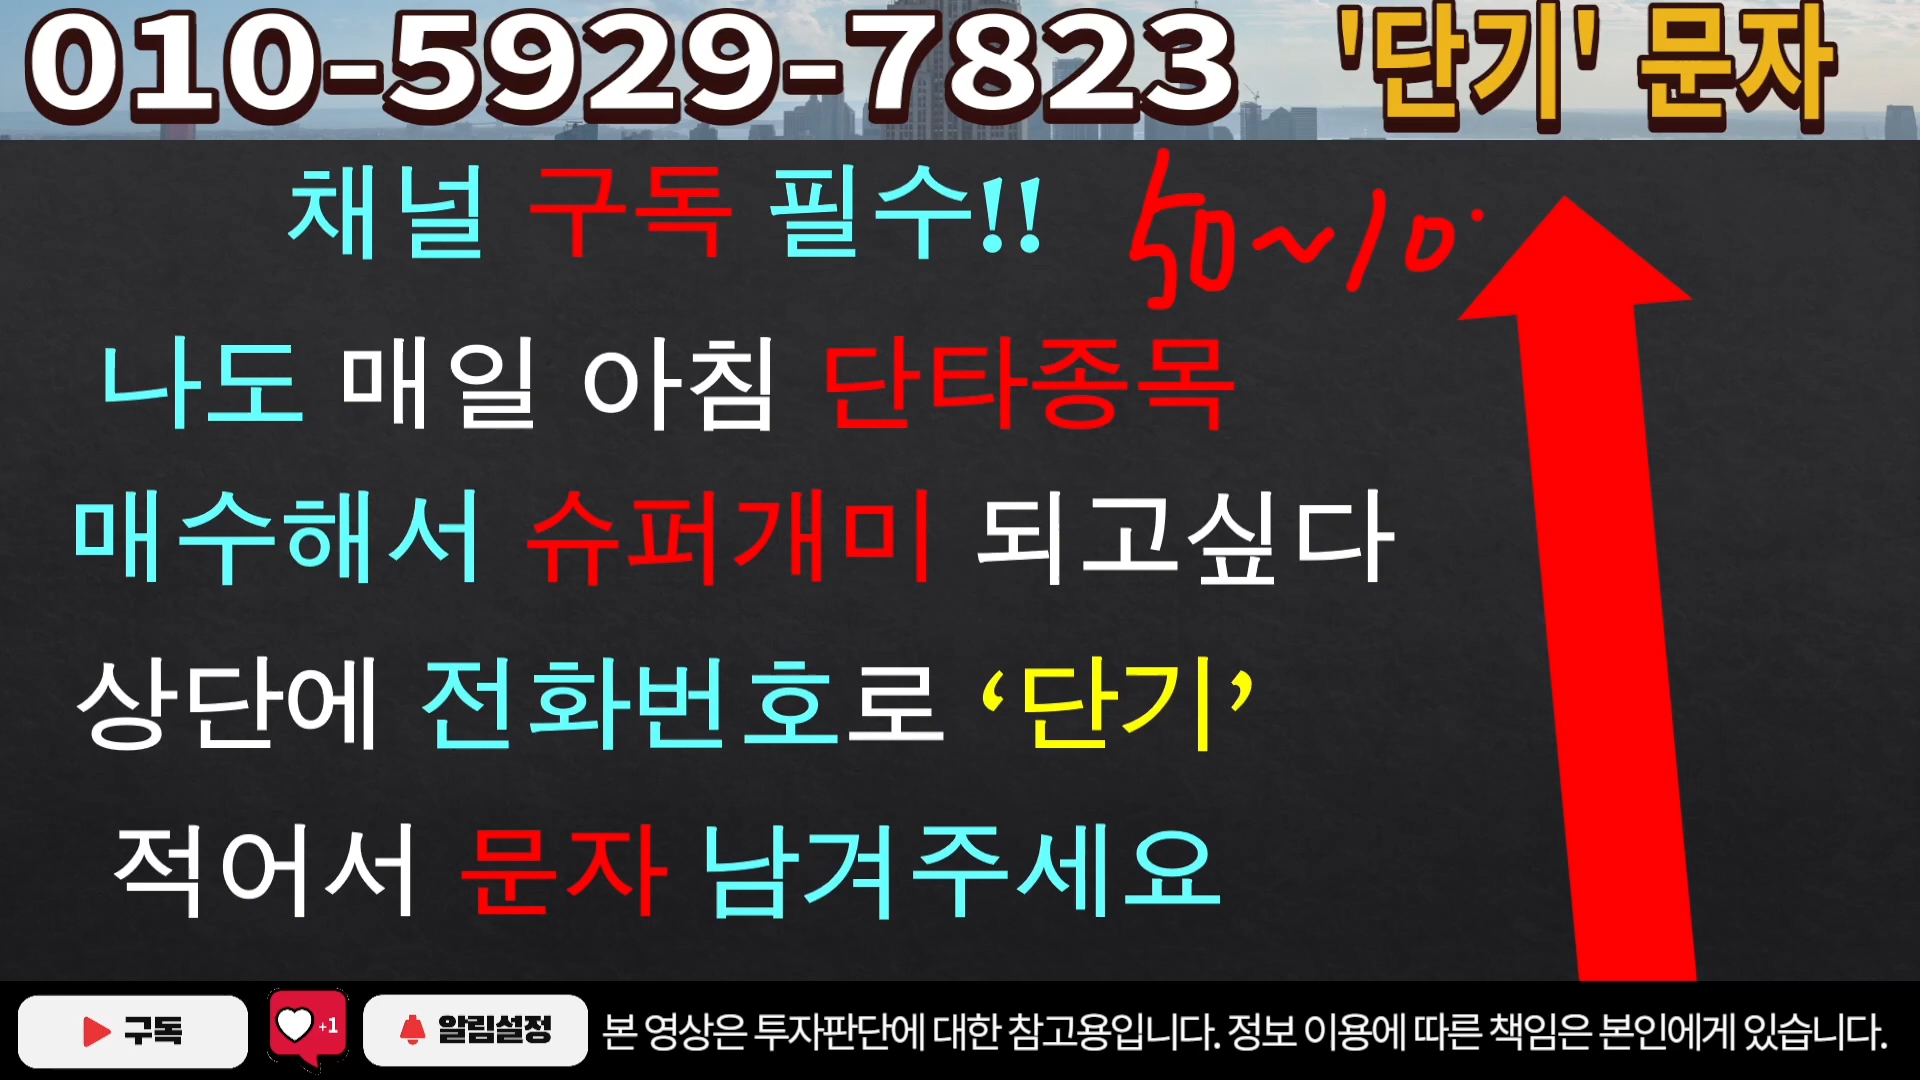 010-5929-7823 '단기' 문자
채널 구독 필수!! 50~10
나도 매일 아침 단타종목
매수해서 슈퍼개미 되고싶다
상단에 전화번호로 ‘단기’
적어서 문자 남겨주세요
구독 +1 알림설정 본 영상은 투자판단에 대한 참고용입니다. 정보 이용에 따른 책임은 본인에게 있습니다.